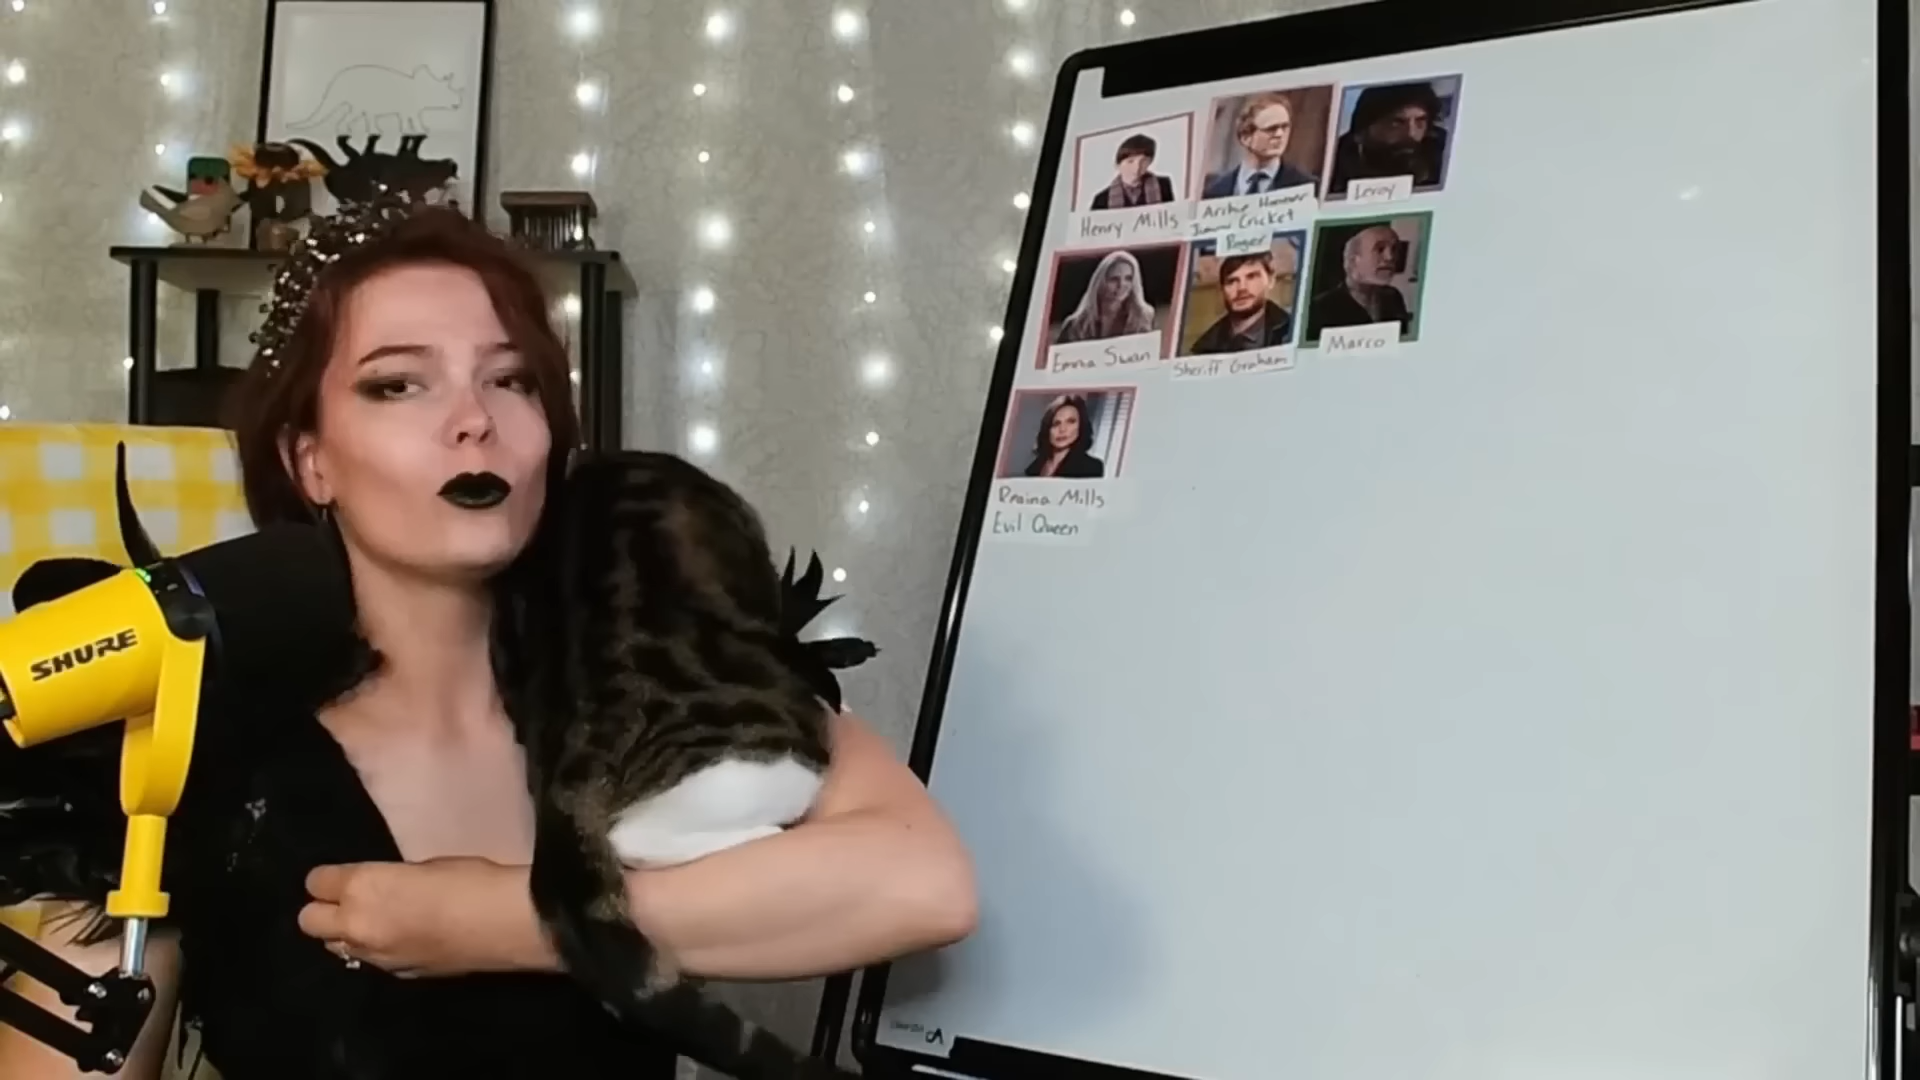 SHURE
Henry Mills
Archie Hopper
Jiminy Cricket
Leroy
Emma Swan
Roger
Sheriff Graham
Marco
Regina Mills
Evil Queen